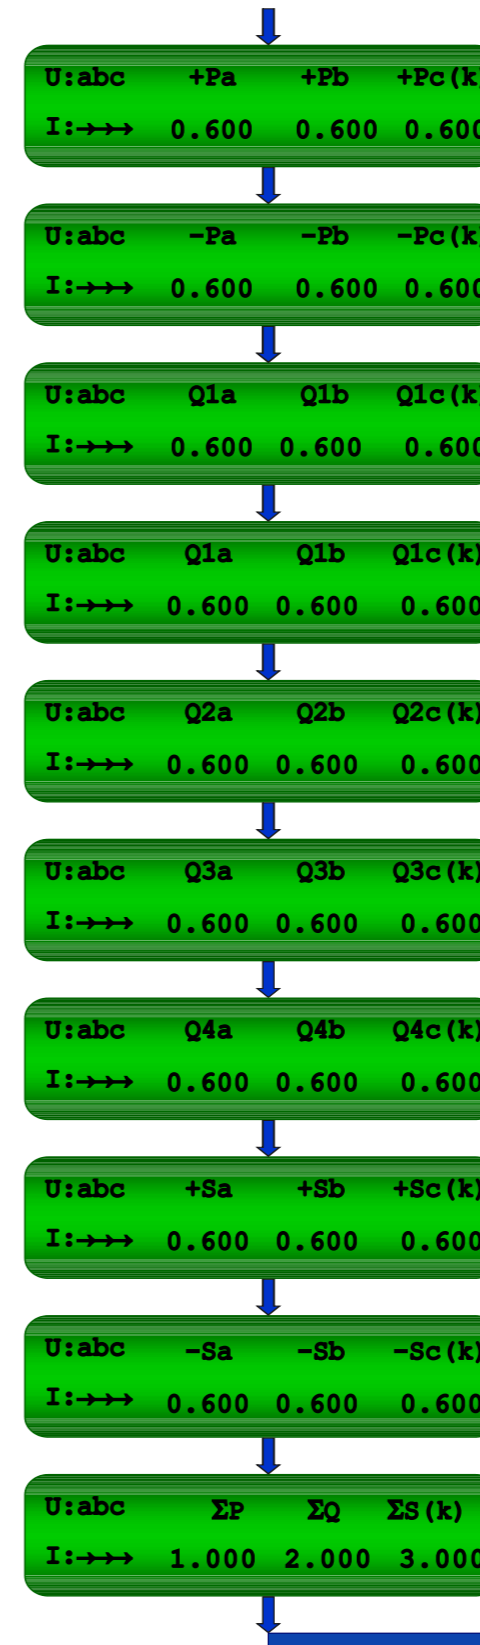 U:abc +Pa +Pb +Pc(k)
I:→→→ 0.600 0.600 0.600
U:abc -Pa -Pb -Pc(k)
I:→→→ 0.600 0.600 0.600
U:abc Q1a Q1b Q1c(k)
I:→→→ 0.600 0.600 0.600
U:abc Q1a Q1b Q1c(k)
I:→→→ 0.600 0.600 0.600
U:abc Q2a Q2b Q2c(k)
I:→→→ 0.600 0.600 0.600
U:abc Q3a Q3b Q3c(k)
I:→→→ 0.600 0.600 0.600
U:abc Q4a Q4b Q4c(k)
I:→→→ 0.600 0.600 0.600
U:abc +Sa +Sb +Sc(k)
I:→→→ 0.600 0.600 0.600
U:abc -Sa -Sb -Sc(k)
I:→→→ 0.600 0.600 0.600
U:abc ΣP ΣQ ΣS(k)
I:→→→ 1.000 2.000 3.000